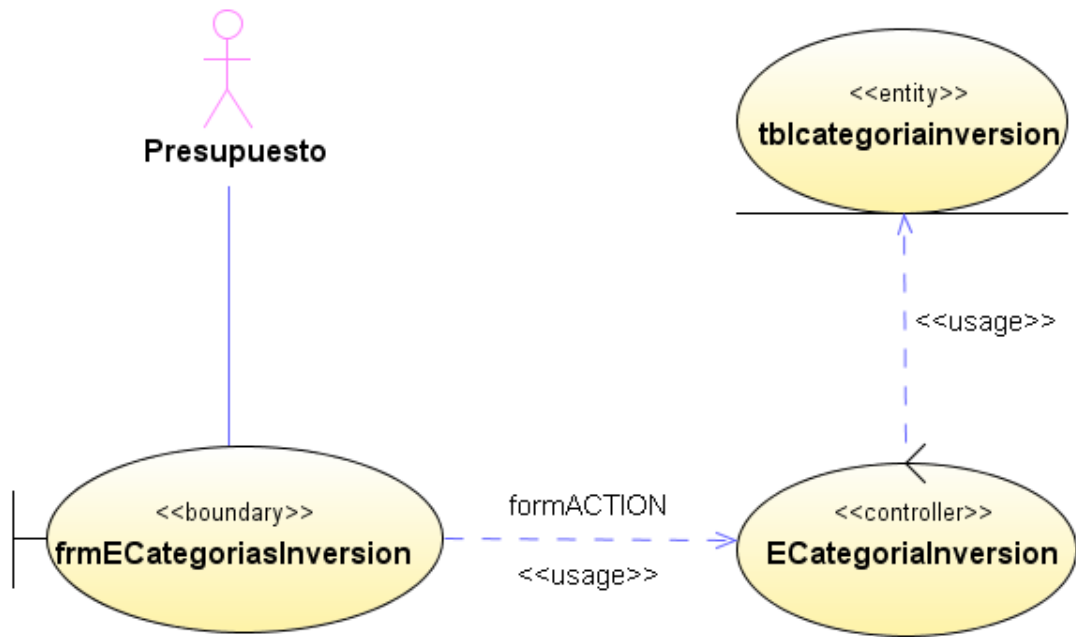 <<entity>>
tblcategoriainversion
Presupuesto
<<usage>>
<<boundary>>
frmECategoriasInversion
formACTION
<<usage>>
<<controller>>
ECategoriaInversion